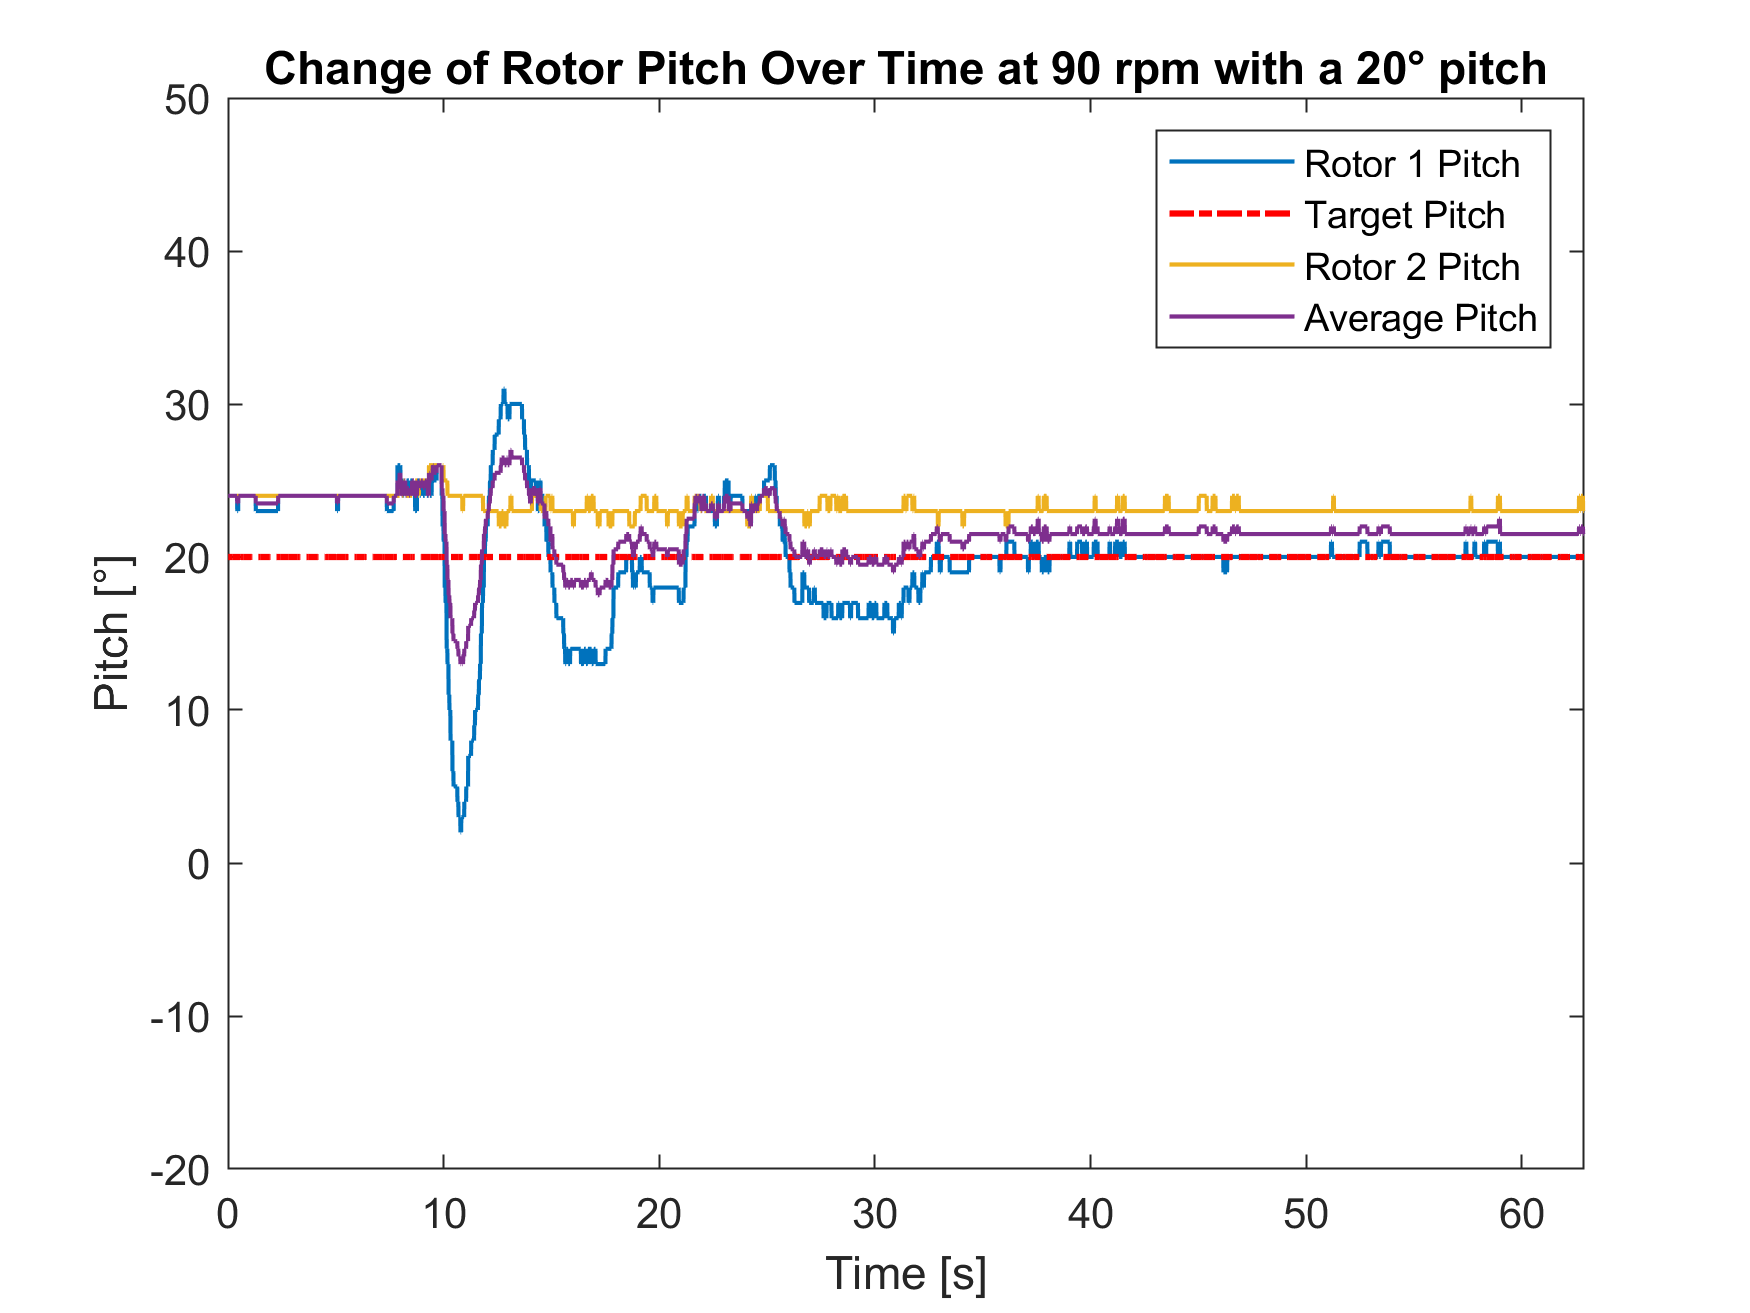 Change of Rotor Pitch Over Time at 90 rpm with a 20° pitch
50
40
30
20
10
0
-10
-20
Pitch [°]
Rotor 1 Pitch
Target Pitch
Rotor 2 Pitch
Average Pitch
0 10 20 30 40 50 60
Time [s]